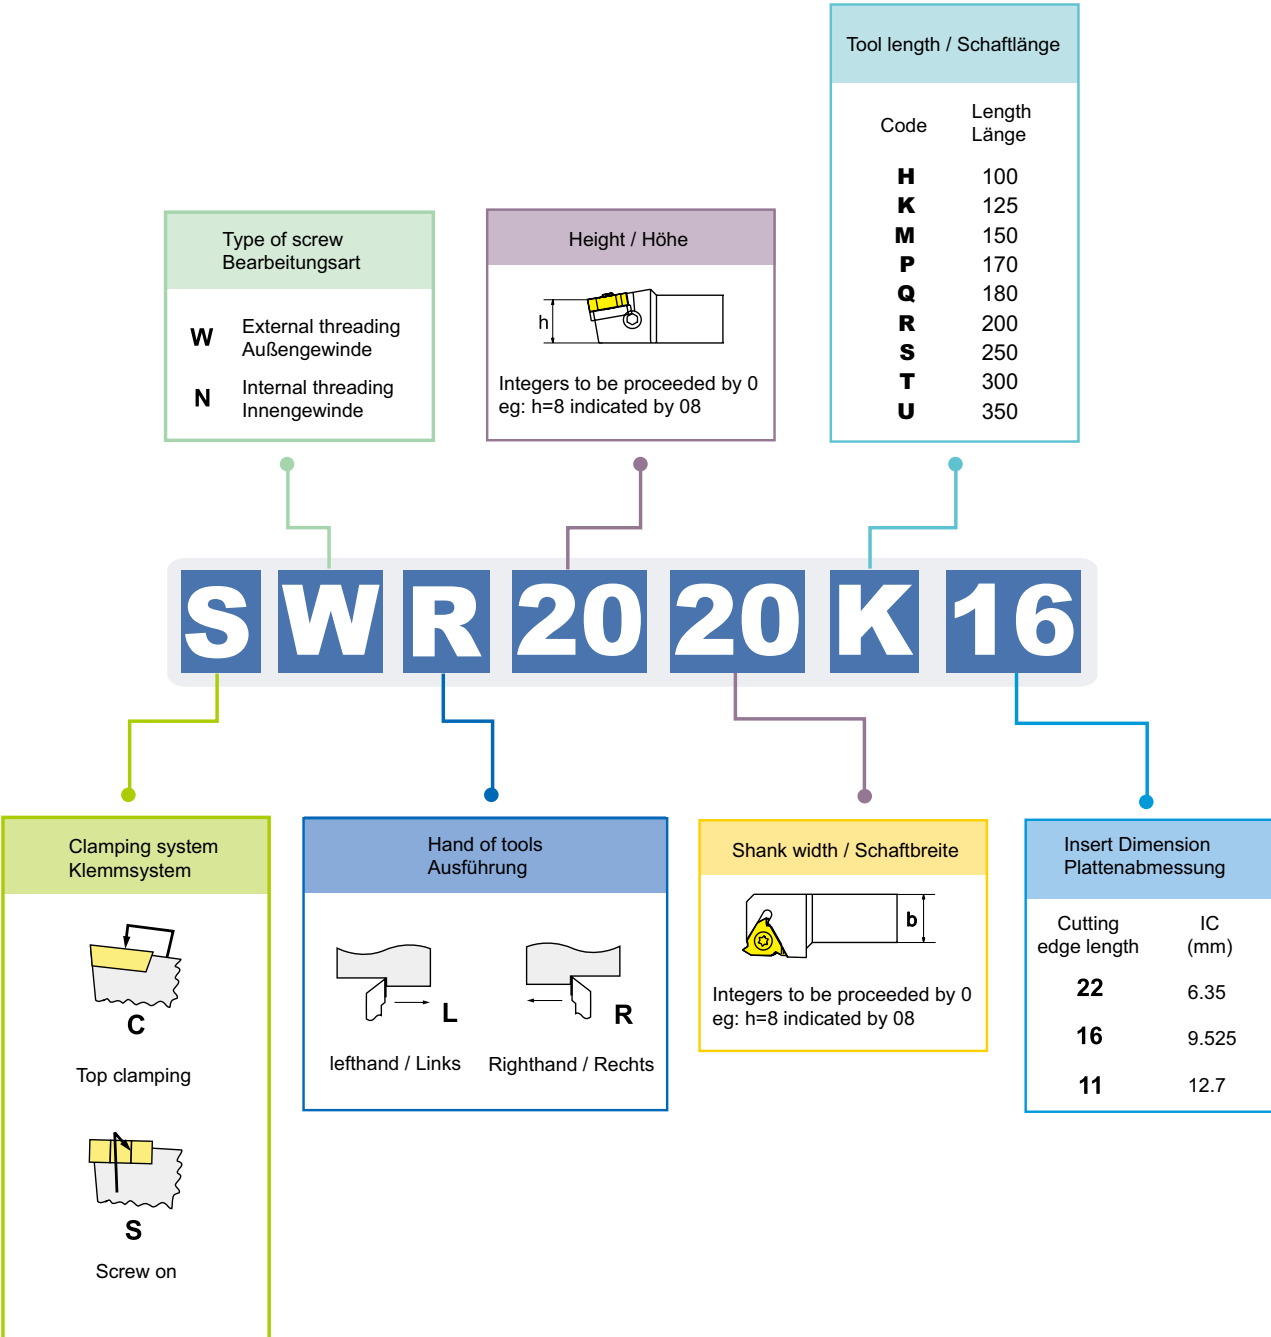 Tool length / Schaftlänge
Code
Length
Länge
H 100
K 125
M 150
P 170
Q 180
R 200
S 250
T 300
U 350
Type of screw
Bearbeitungsart
W External threading
Außengewinde
N Internal threading
Innengewinde
Height / Höhe
h
Integers to be proceeded by 0
eg: h=8 indicated by 08
S W R 20 20 K 16
Clamping system
Klemmsystem
C
Top clamping
S
Screw on
Hand of tools
Ausführung
L
lefthand / Links
R
Righthand / Rechts
Shank width / Schaftbreite
b
Integers to be proceeded by 0
eg: h=8 indicated by 08
Insert Dimension
Plattenabmessung
Cutting
edge length
IC
(mm)
22 6.35
16 9.525
11 12.7